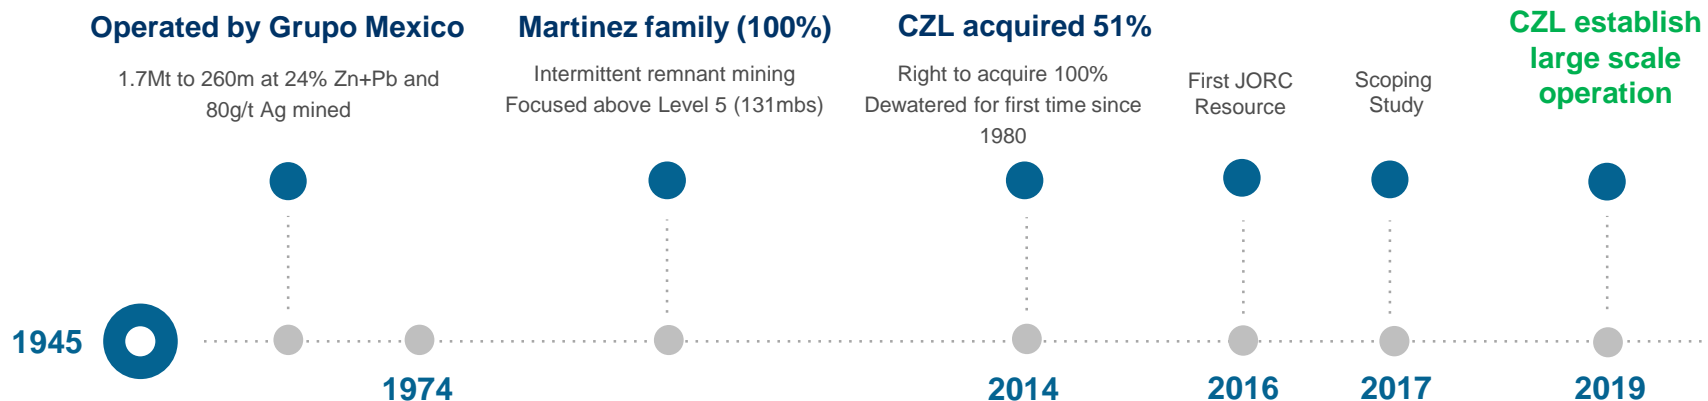 Operated by Grupo Mexico
1.7Mt to 260m at 24% Zn+Pb and
80g/t Ag mined
Martinez family (100%)
Intermittent remnant mining
Focused above Level 5 (131mbs)
CZL acquired 51%
Right to acquire 100%
Dewatered for first time since
1980
First JORC
Resource
Scoping
Study
CZL establish
large scale
operation
1945
1974
2014
2016
2017
2019